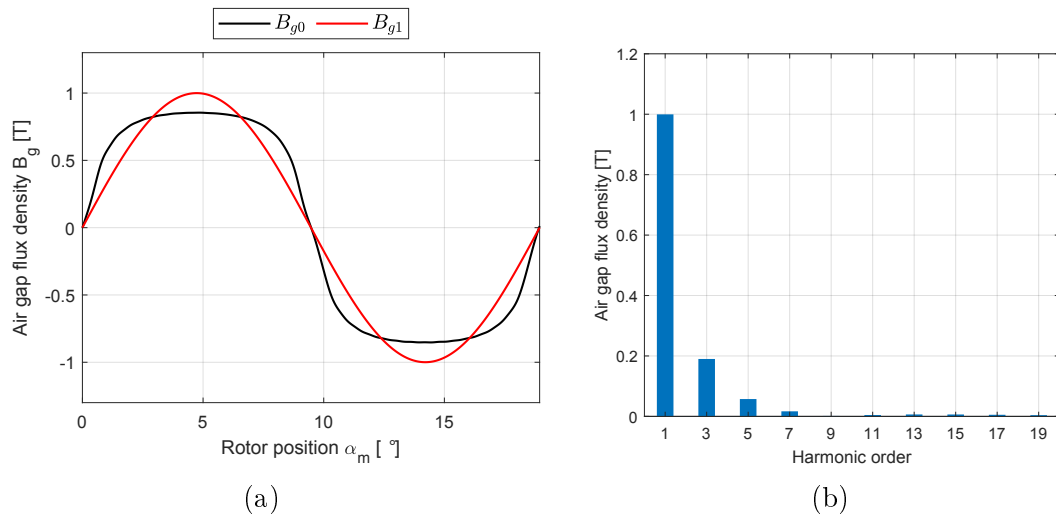 B_g0 B_g1
Air gap flux density B_g [T]
1
0.5
0
-0.5
-1
0 5 10 15
Rotor position α_m [ °]
(a)
Air gap flux density [T]
1.2
1
0.8
0.6
0.4
0.2
0
1 3 5 7 9 11 13 15 17 19
Harmonic order
(b)